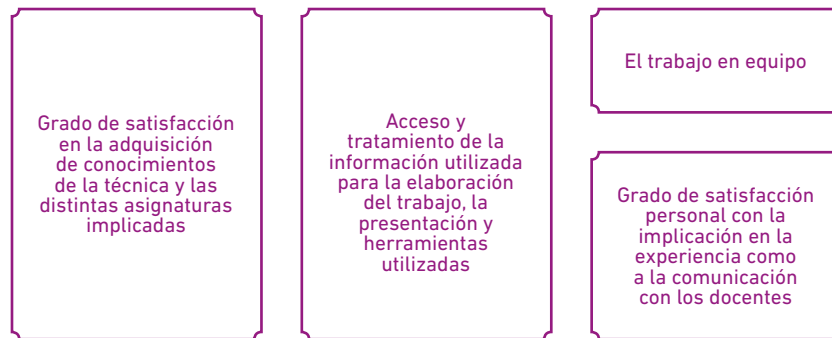 Grado de satisfacción
en la adquisición
de conocimientos
de la técnica y las
distintas asignaturas
implicadas
Acceso y
tratamiento de la
información utilizada
para la elaboración
del trabajo, la
presentación y
herramientas
utilizadas
El trabajo en equipo
Grado de satisfacción
personal con la
implicación en la
experiencia como
a la comunicación
con los docentes